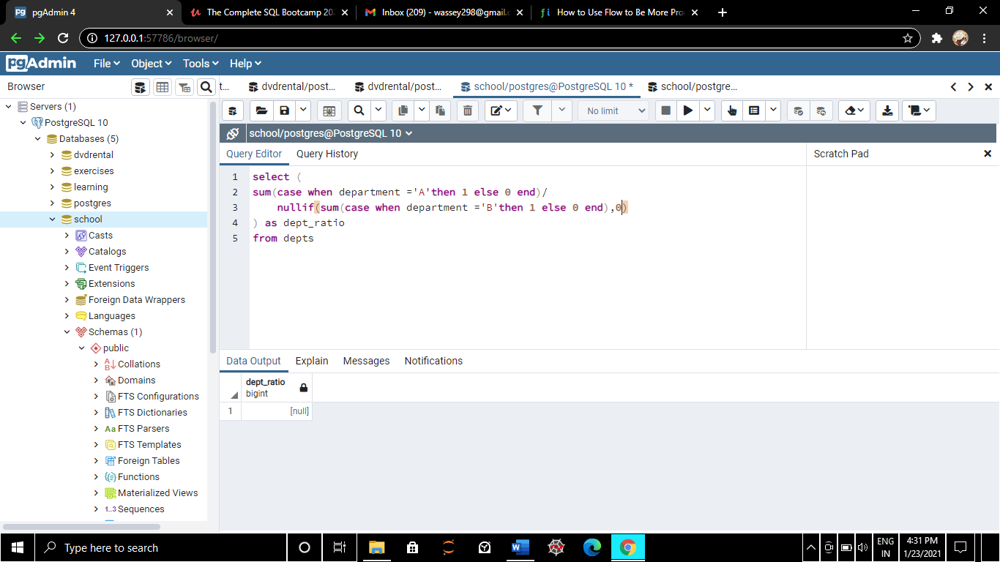 pgAdmin 4
The Complete SQL Bootcamp 202
Inbox (209) - wassey298@gmail.
How to Use Flow to Be More Pro
127.0.0.1:57786/browser/
pgAdmin File Object Tools Help
Browser
t...
dvdrental/post...
dvdrental/post...
school/postgres@PostgreSQL 10 *
school/postgre...
No limit
school/postgres@PostgreSQL 10
Query Editor Query History
Scratch Pad
1 select (
2 sum(case when department ='A'then 1 else 0 end)/
3 nullif(sum(case when department ='B'then 1 else 0 end),0)
4 ) as dept_ratio
5 from depts
Servers (1)
PostgreSQL 10
Databases (5)
dvdrental
exercises
learning
postgres
school
Casts
Catalogs
Event Triggers
Extensions
Foreign Data Wrappers
Languages
Schemas (1)
public
Collations
Domains
FTS Configurations
FTS Dictionaries
Aa FTS Parsers
FTS Templates
Foreign Tables
Functions
Materialized Views
1..3 Sequences
Data Output Explain Messages Notifications
dept_ratio
bigint
1 [null]
Type here to search
ENG
IN
4:31 PM
1/23/2021